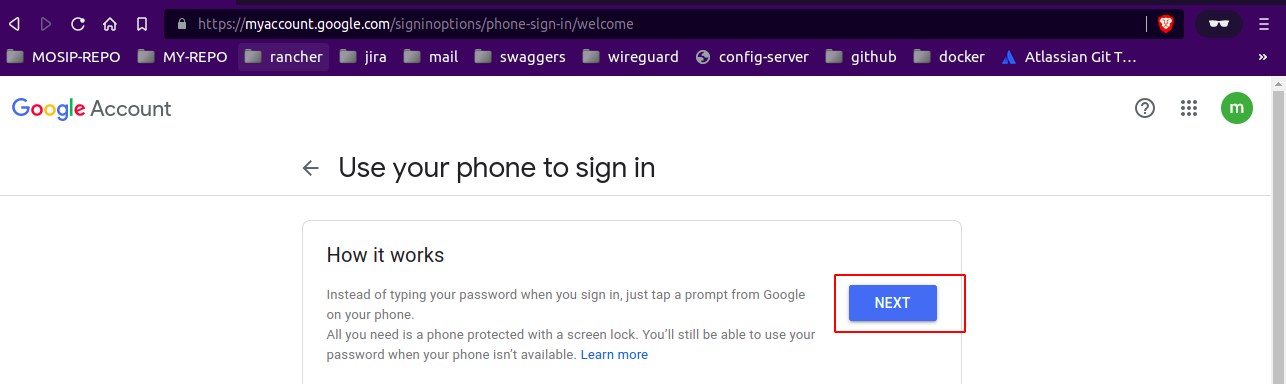 https://myaccount.google.com/signinoptions/phone-sign-in/welcome
MOSIP-REPO MY-REPO rancher jira mail swaggers wireguard config-server github docker Atlassian Git T... »
Google Account m
Use your phone to sign in
How it works
Instead of typing your password when you sign in, just tap a prompt from Google
on your phone.
NEXT
All you need is a phone protected with a screen lock. You'll still be able to use your
password when your phone isn't available. Learn more